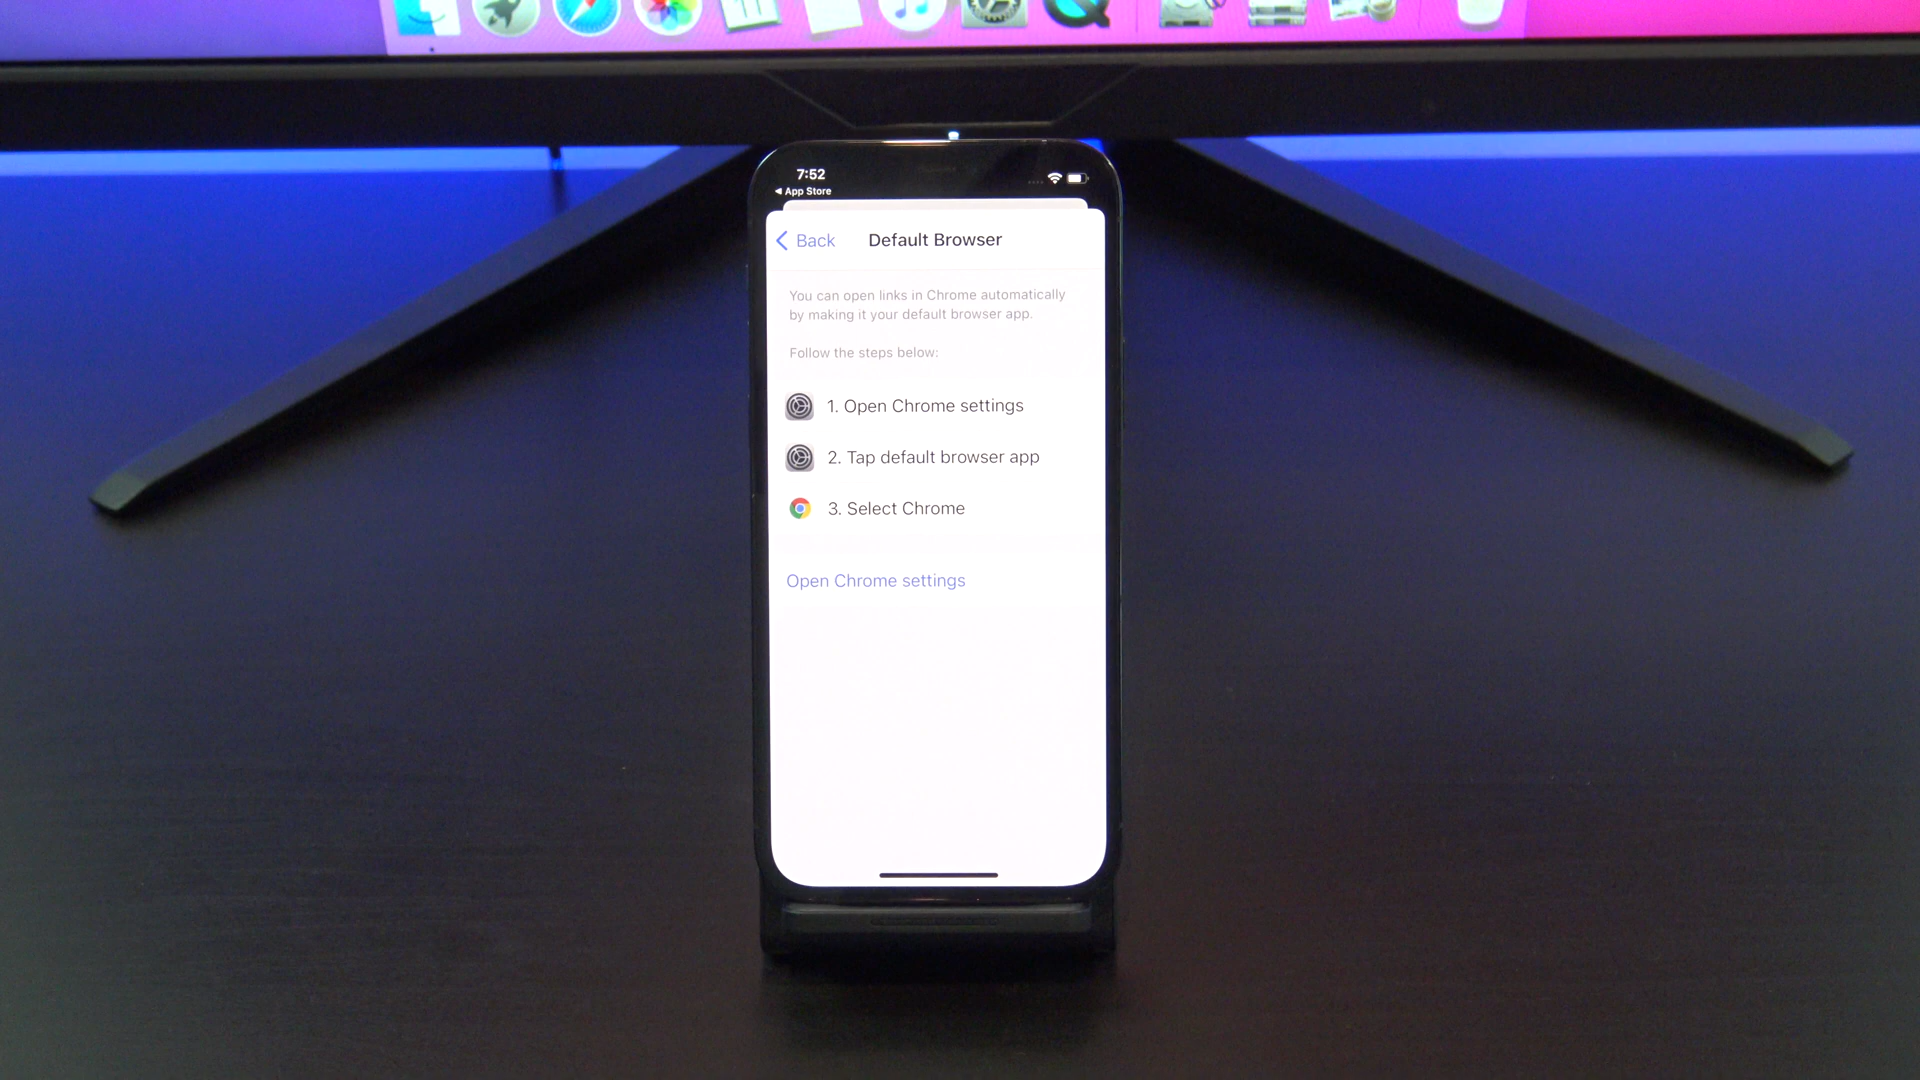 7:52
App Store
Back
Default Browser
You can open links in Chrome automatically
by making it your default browser app.
Follow the steps below:
1. Open Chrome settings
2. Tap default browser app
3. Select Chrome
Open Chrome settings